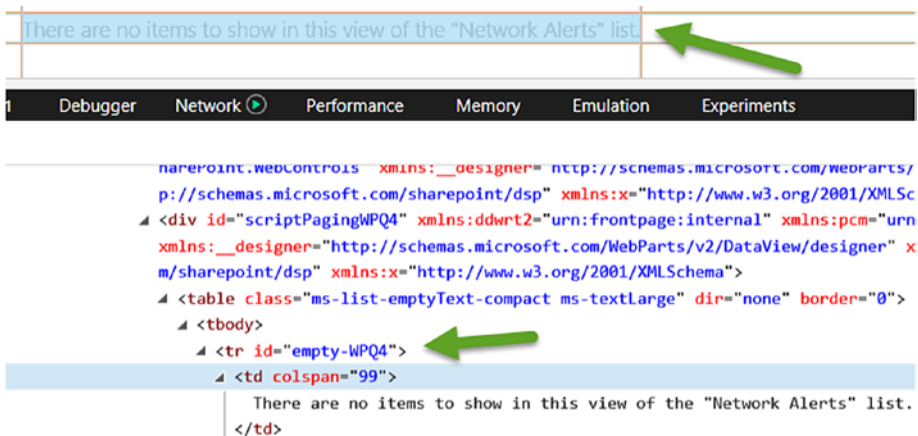 There are no items to show in this view of the "Network Alerts" list.
1 Debugger Network Performance Memory Emulation Experiments
harePoint.WebControls" xmlns:__designer="http://schemas.microsoft.com/WebParts/
p://schemas.microsoft.com/sharepoint/dsp" xmlns:x="http://www.w3.org/2001/XMLSc
<div id="scriptPagingWPQ4" xmlns:ddwrt2="urn:frontpage:internal" xmlns:pcm="urn
xmlns:__designer="http://schemas.microsoft.com/WebParts/v2/DataView/designer" x
m/sharepoint/dsp" xmlns:x="http://www.w3.org/2001/XMLSchema">
<table class="ms-list-emptyText-compact ms-textLarge" dir="none" border="0">
<tbody>
<tr id="empty-WPQ4">
<td colspan="99">
There are no items to show in this view of the "Network Alerts" list.
</td>